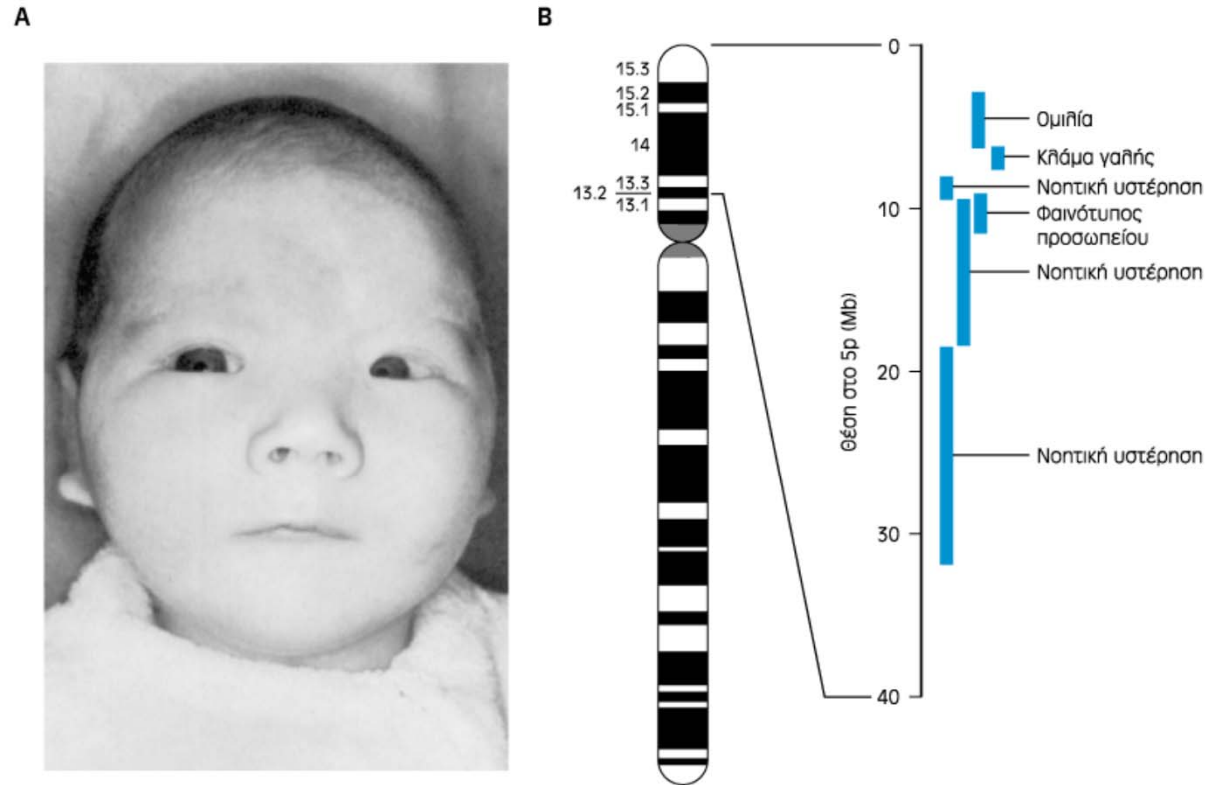 A
B
15.3
15.2
15.1
14
13.3
13.2
13.1
Θέση στο 5p (Mb)
0
10
20
30
40
Ομιλία
Κλάμα γαλής
Νοητική υστέρηση
Φαινότυπος
προσωπείου
Νοητική υστέρηση
Νοητική υστέρηση